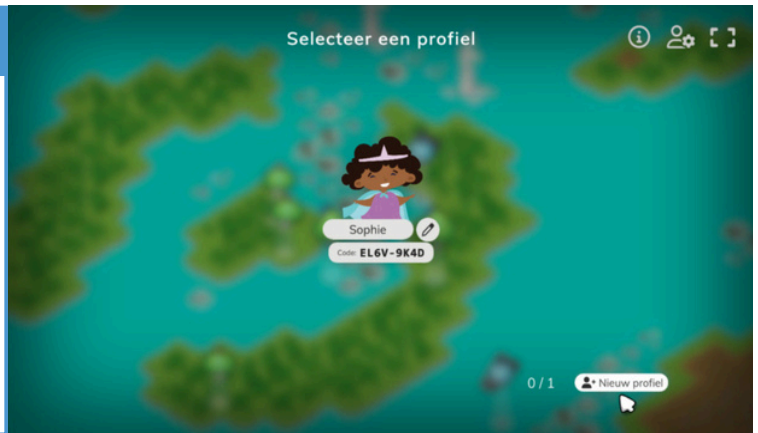 Selecteer een profiel
Sophie
Code: EL6V-9K4D
0 / 1
Nieuw profiel